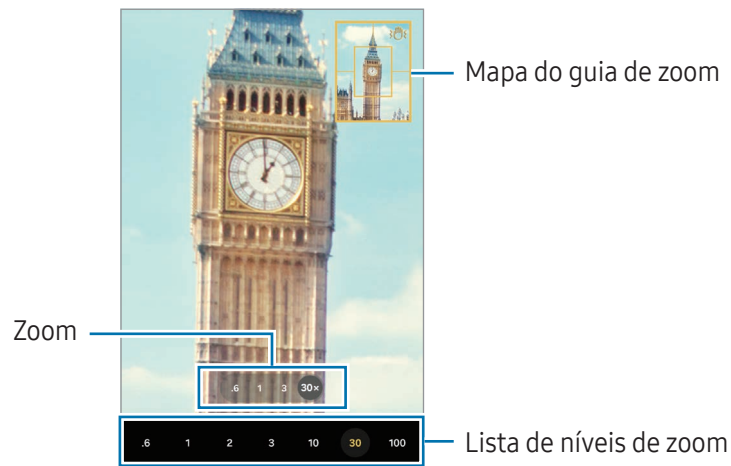 Mapa do guia de zoom
Zoom
.6 1 3 30×
.6 1 2 3 10 30 100
Lista de níveis de zoom